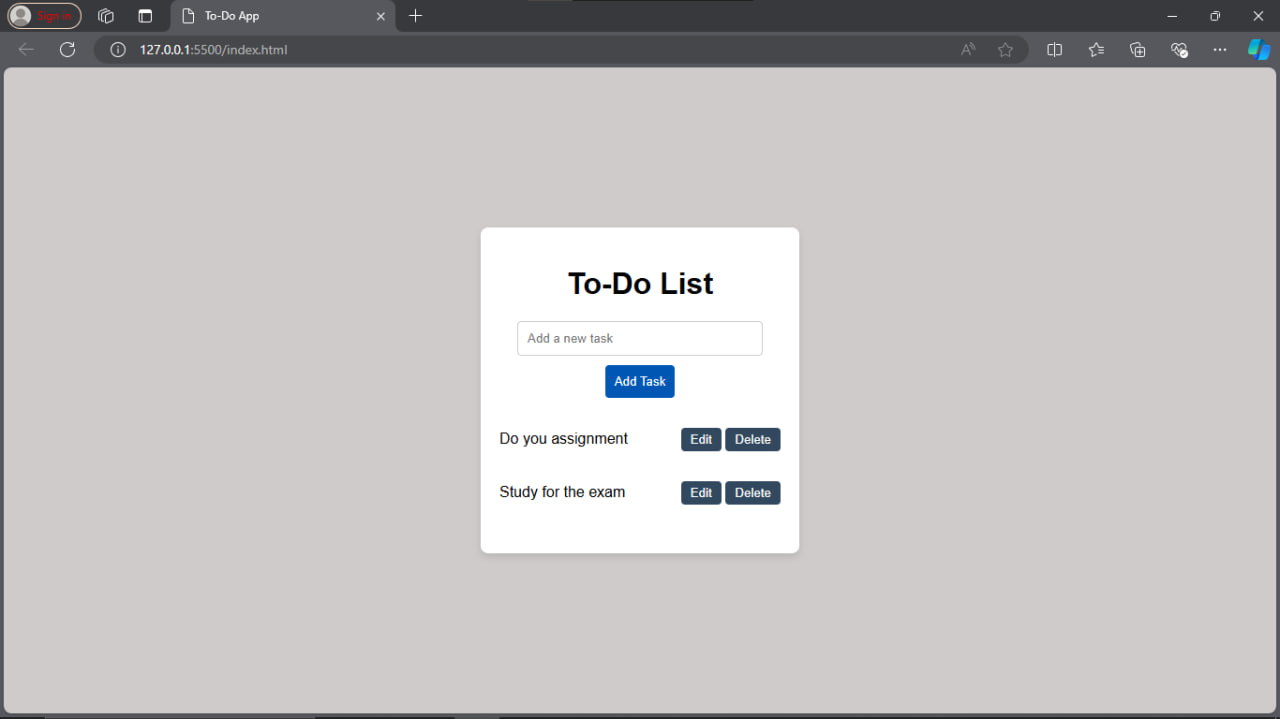 Sign in
To-Do App
127.0.0.1:5500/index.html
To-Do List
Add a new task
Add Task
Do you assignment Edit Delete
Study for the exam Edit Delete